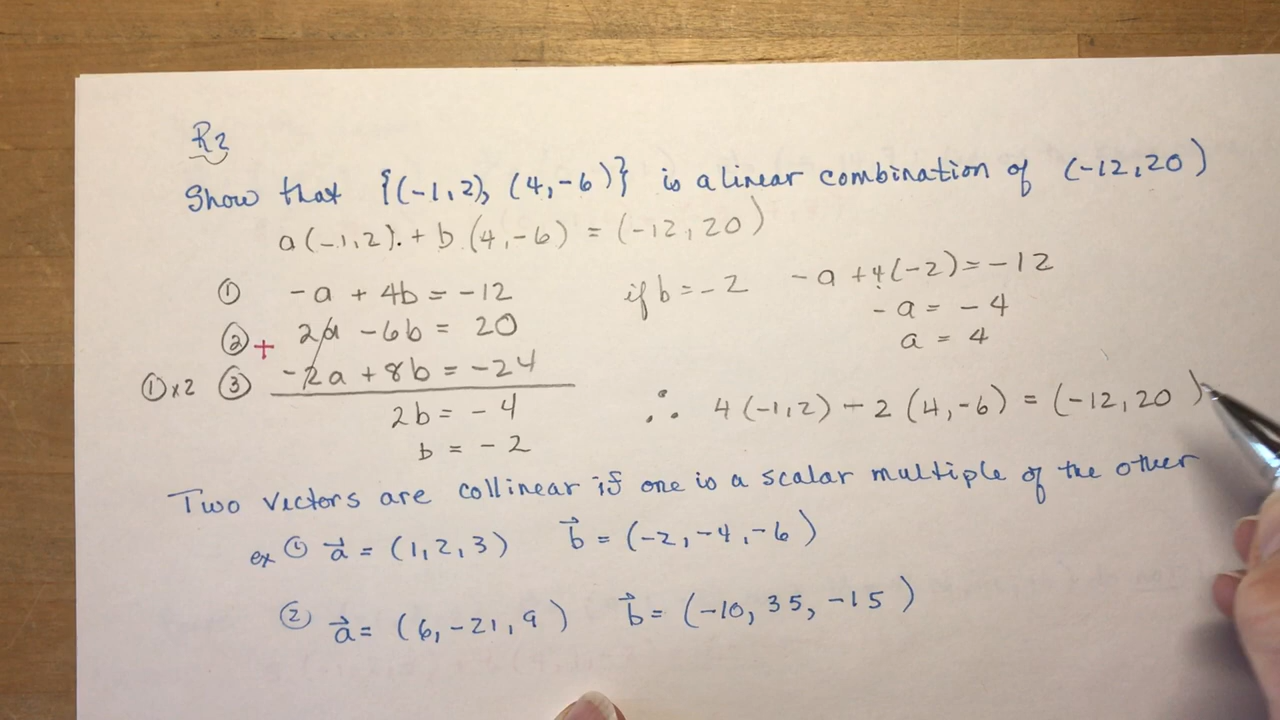 R2
Show that {(-1,2), (4,-6)} is a linear combination of (-12,20)
a(-1,2) + b(4,-6) = (-12,20)
① -a + 4b = -12
② + 2a - 6b = 20
①x2 ③ -2a + 8b = -24
2b = -4
b = -2
if b = -2 -a + 4(-2) = -12
-a = -4
a = 4
∴ 4(-1,2) - 2(4,-6) = (-12,20)
Two vectors are collinear if one is a scalar multiple of the other
ex ① a⃗ = (1,2,3) b⃗ = (-2,-4,-6)
② a⃗ = (6,-21,9) b⃗ = (-10,35,-15)